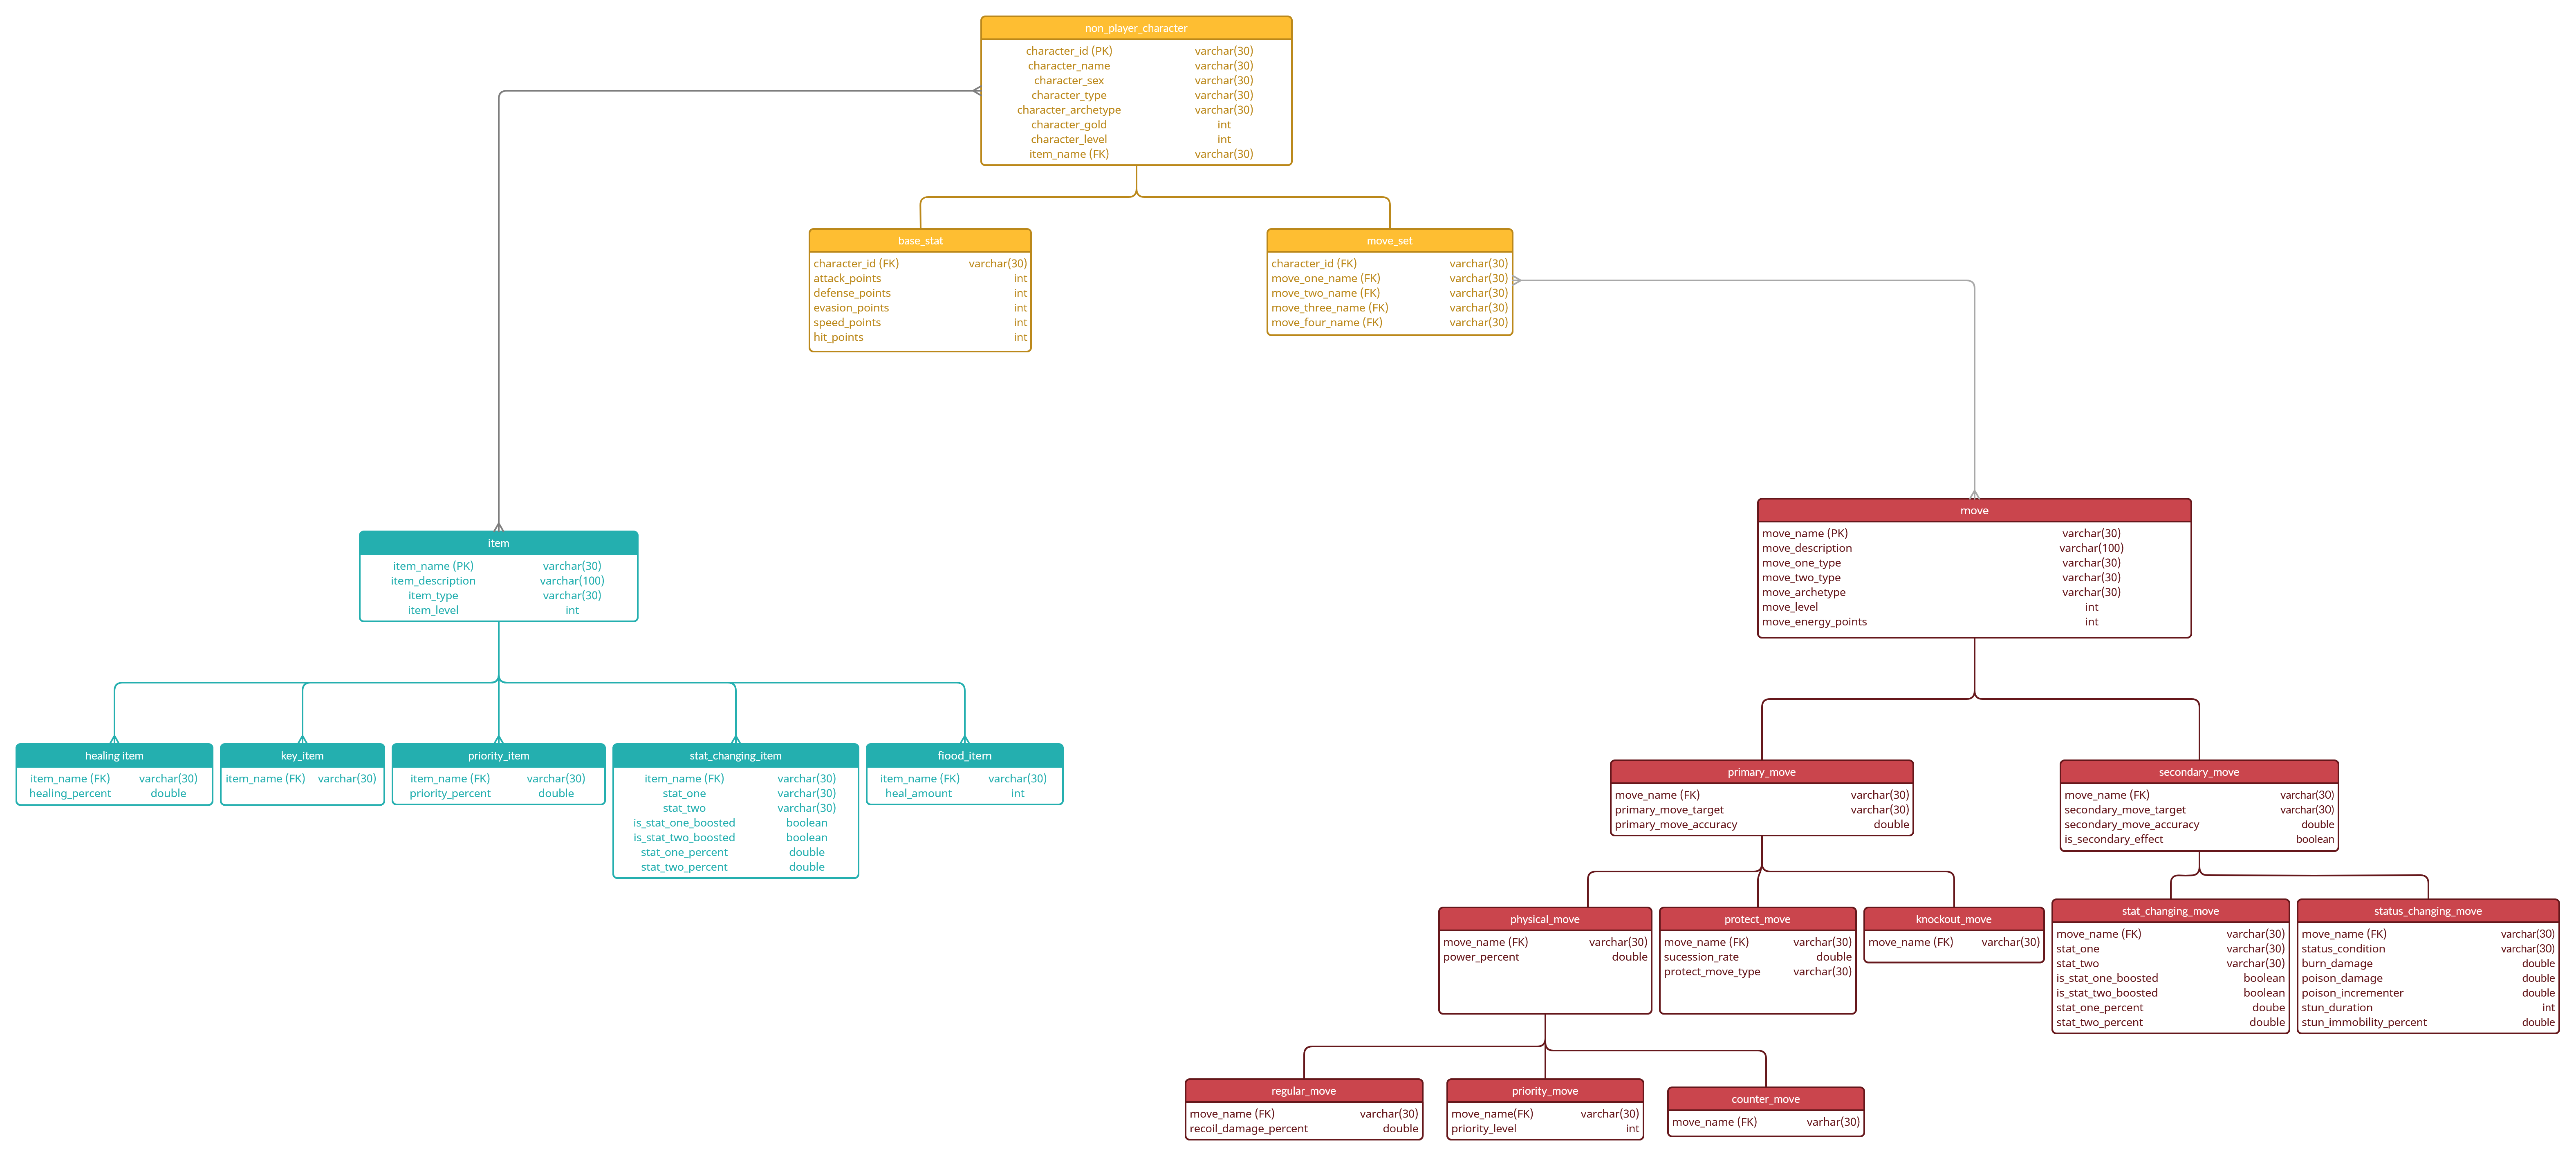 non_player_character
character_id (PK) varchar(30)
character_name varchar(30)
character_sex varchar(30)
character_type varchar(30)
character_archetype varchar(30)
character_gold int
character_level int
item_name (FK) varchar(30)
base_stat
character_id (FK) varchar(30)
attack_points int
defense_points int
evasion_points int
speed_points int
hit_points int
move_set
character_id (FK) varchar(30)
move_one_name (FK) varchar(30)
move_two_name (FK) varchar(30)
move_three_name (FK) varchar(30)
move_four_name (FK) varchar(30)
item
item_name (PK) varchar(30)
item_description varchar(100)
item_type varchar(30)
item_level int
move
move_name (PK) varchar(30)
move_description varchar(100)
move_one_type varchar(30)
move_two_type varchar(30)
move_archetype varchar(30)
move_level int
move_energy_points int
healing item
item_name (FK) varchar(30)
healing_percent double
key_item
item_name (FK) varchar(30)
priority_item
item_name (FK) varchar(30)
priority_percent double
stat_changing_item
item_name (FK) varchar(30)
stat_one varchar(30)
stat_two varchar(30)
is_stat_one_boosted boolean
is_stat_two_boosted boolean
stat_one_percent double
stat_two_percent double
fiood_item
item_name (FK) varchar(30)
heal_amount int
primary_move
move_name (FK) varchar(30)
primary_move_target varchar(30)
primary_move_accuracy double
secondary_move
move_name (FK) varchar(30)
secondary_move_target varchar(30)
secondary_move_accuracy double
is_secondary_effect boolean
physical_move
move_name (FK) varchar(30)
power_percent double
protect_move
move_name (FK) varchar(30)
sucession_rate double
protect_move_type varchar(30)
knockout_move
move_name (FK) varchar(30)
stat_changing_move
move_name (FK) varchar(30)
stat_one varchar(30)
stat_two varchar(30)
is_stat_one_boosted boolean
is_stat_two_boosted boolean
stat_one_percent doube
stat_two_percent double
status_changing_move
move_name (FK) varchar(30)
status_condition varchar(30)
burn_damage double
poison_damage double
poison_incrementer double
stun_duration int
stun_immobility_percent double
regular_move
move_name (FK) varchar(30)
recoil_damage_percent double
priority_move
move_name(FK) varchar(30)
priority_level int
counter_move
move_name (FK) varhar(30)